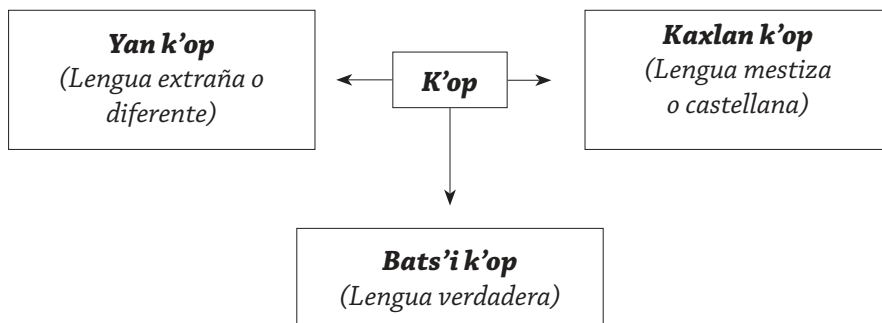 Yan k’op
(Lengua extraña o
diferente)
K’op
Kaxlan k’op
(Lengua mestiza
o castellana)
Bats’i k’op
(Lengua verdadera)